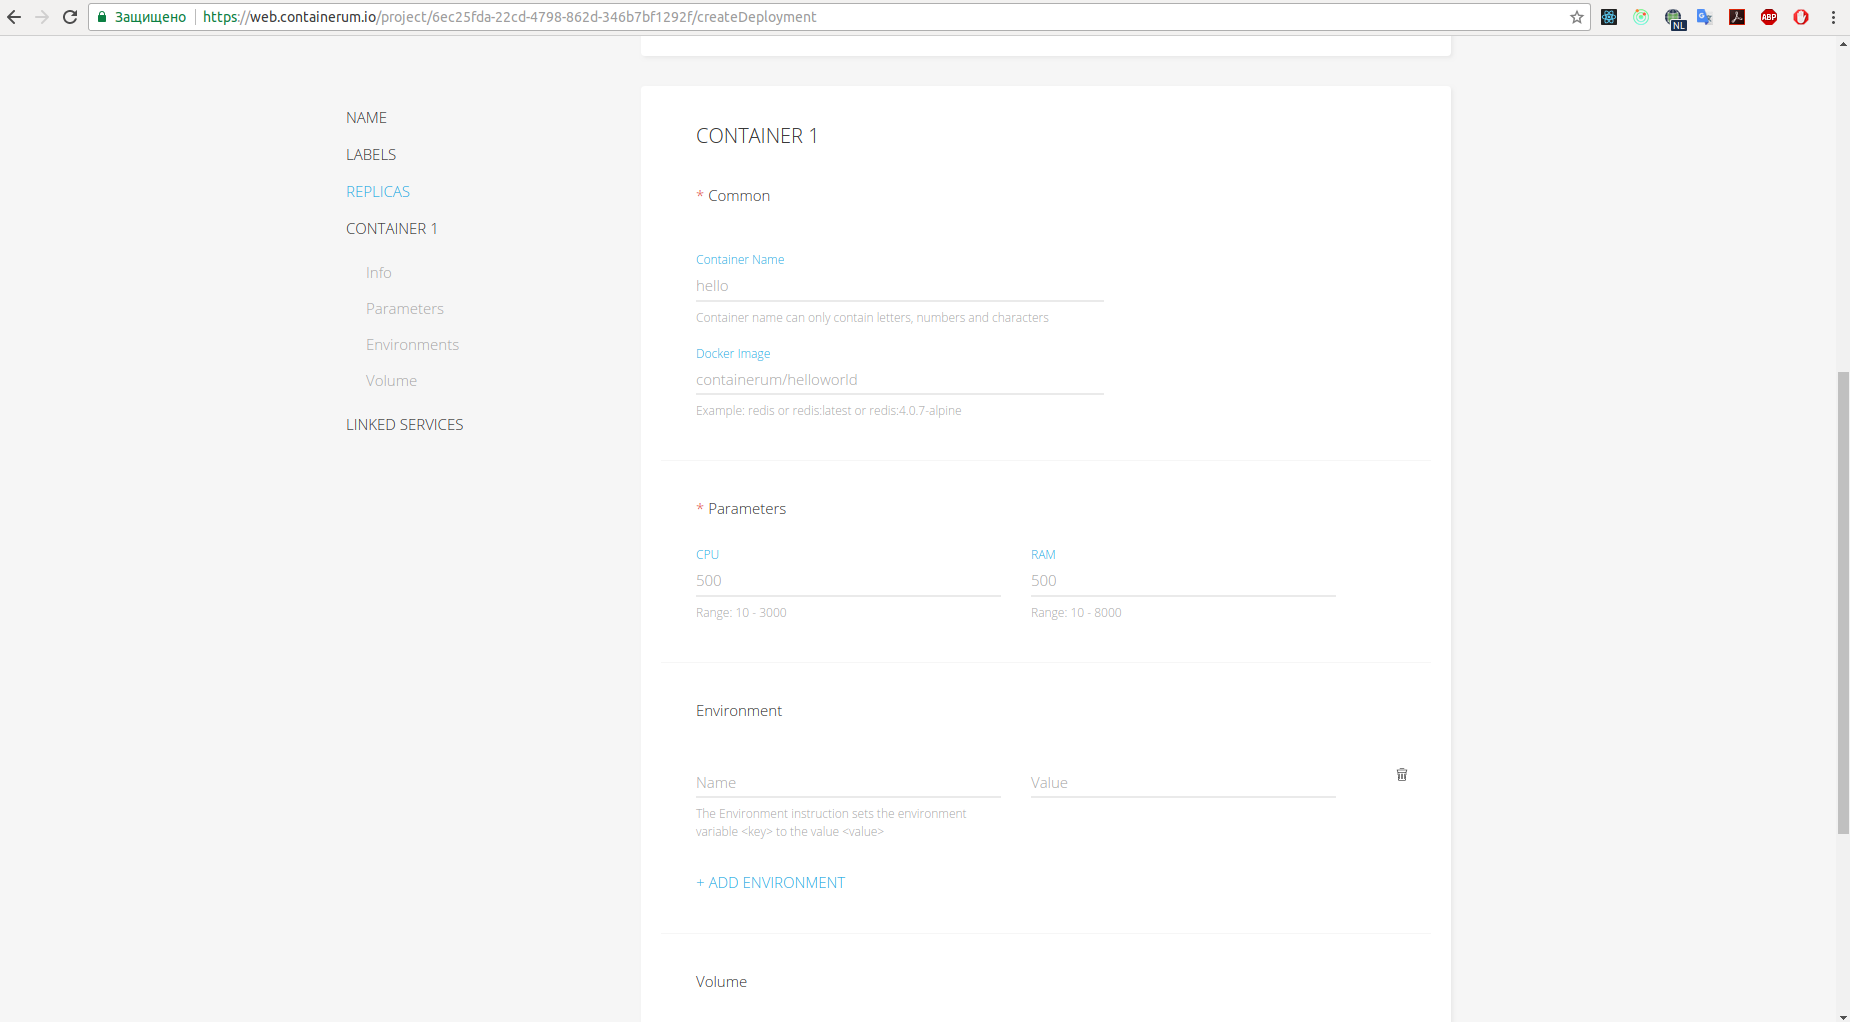 Защищено https://web.containerum.io/project/6ec25fda-22cd-4798-862d-346b7bf1292f/createDeployment
NL
ABP
NAME
LABELS
REPLICAS
CONTAINER 1
Info
Parameters
Environments
Volume
LINKED SERVICES
CONTAINER 1
* Common
Container Name
hello
Container name can only contain letters, numbers and characters
Docker Image
containerum/helloworld
Example: redis or redis:latest or redis:4.0.7-alpine
* Parameters
CPU RAM
500 500
Range: 10 - 3000 Range: 10 - 8000
Environment
Name Value
The Environment instruction sets the environment
variable <key> to the value <value>
+ ADD ENVIRONMENT
Volume